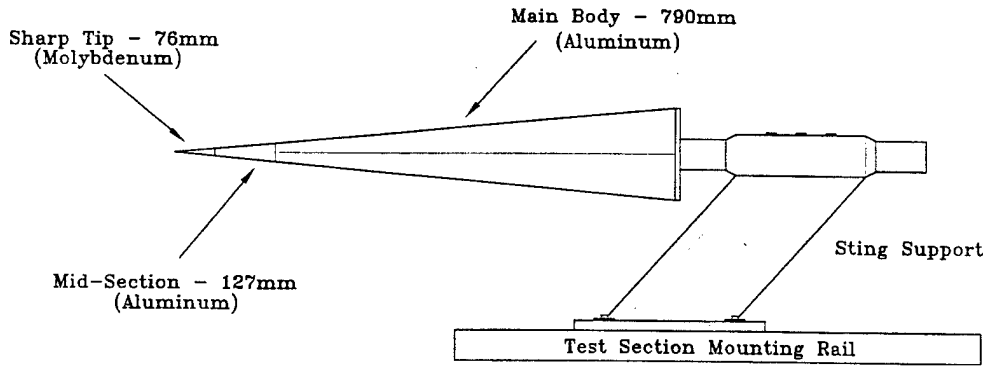 Main Body - 790mm
(Aluminum)
Sharp Tip - 76mm
(Molybdenum)
Sting Support
Mid-Section - 127mm
(Aluminum)
Test Section Mounting Rail